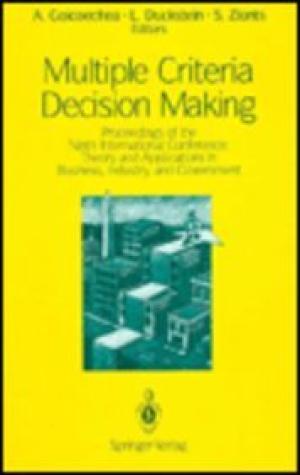 A. Goicoechea · L. Duckstein · S. Zionts
Editors
Multiple Criteria
Decision Making
Proceedings of the
Ninth International Conference:
Theory and Applications in
Business, Industry, and Government
Springer-Verlag